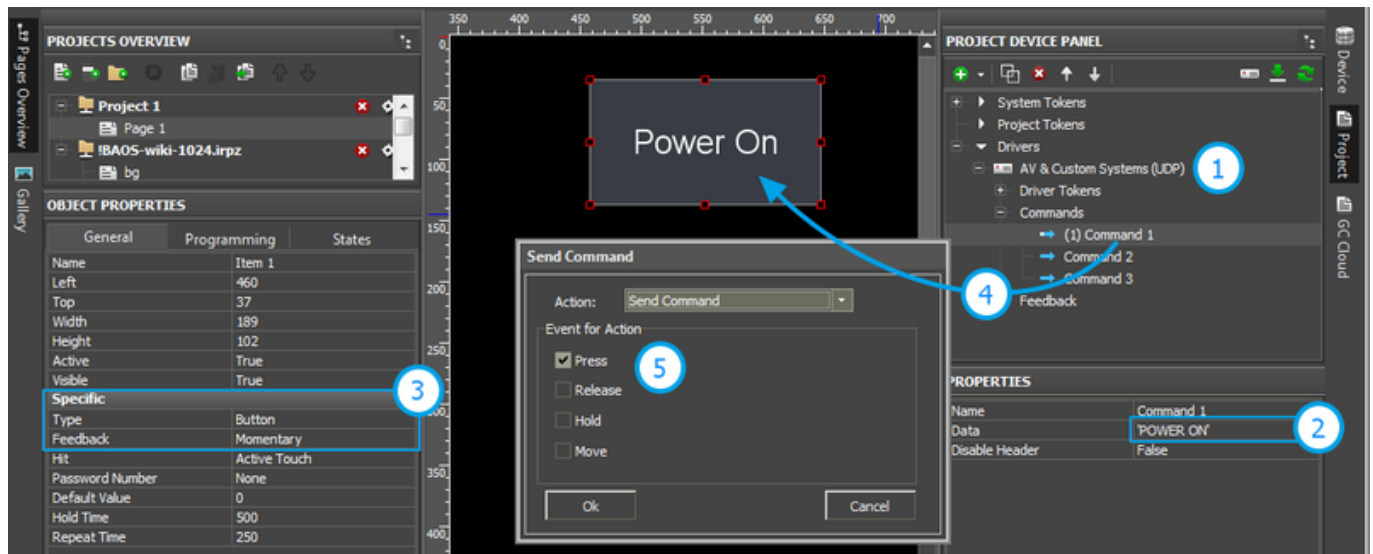 Pages Overview
Gallery
PROJECTS OVERVIEW
Project 1
Page 1
!BAOS-wiki-1024.irpz
bg
OBJECT PROPERTIES
General Programming States
Name Item 1
Left 460
Top 37
Width 189
Height 102
Active True
Visible True
Specific
Type Button
Feedback Momentary
Hit Active Touch
Password Number None
Default Value 0
Hold Time 500
Repeat Time 250
3
350 400 450 500 550 600 650 700
0
50
100
150
200
250
300
350
400
Power On
Send Command
Action: Send Command
Event for Action
Press
Release
Hold
Move
5
Ok Cancel
4
PROJECT DEVICE PANEL
System Tokens
Project Tokens
Drivers
AV & Custom Systems (UDP)
1
Driver Tokens
Commands
(1) Command 1
Command 2
Command 3
Feedback
PROPERTIES
Name Command 1
Data 'POWER ON'
2
Disable Header False
Device
Project
GC Cloud